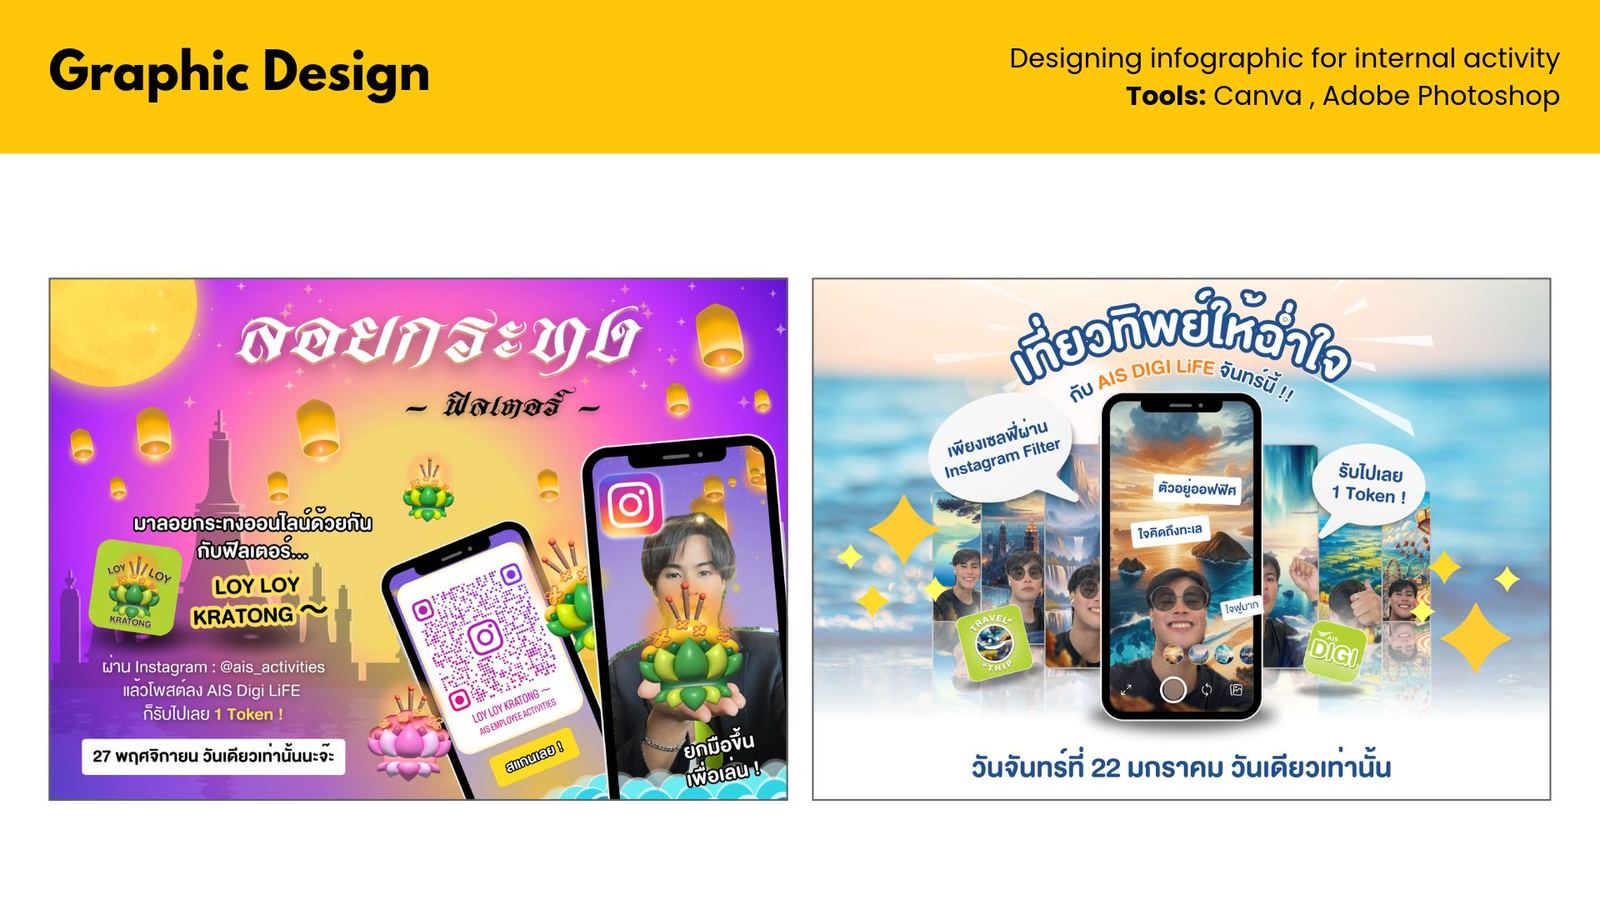 Graphic Design
Designing infographic for internal activity
Tools: Canva , Adobe Photoshop
ลอยกระทง
~ ฟิลเตอร์ ~
มาลอยกระทงออนไลน์ด้วยกัน
กับฟิลเตอร์...
LOY LOY
KRATONG
LOY LOY
KRATONG ~
ผ่าน Instagram : @ais_activities
แล้วโพสต์ลง AIS Digi LiFE
ก็รับไปเลย 1 Token !
27 พฤศจิกายน วันเดียวเท่านั้นนะจ๊ะ
LOY LOY KRATONG ~
AIS EMPLOYEE ACTIVITIES
สแกนเลย !
ยกมือขึ้น
เพื่อเล่น !
เที่ยวทิพย์ให้ฉ่ำใจ
กับ AIS DIGI LiFE จันทร์นี้ !!
เพียงเซลฟี่ผ่าน
Instagram Filter
รับไปเลย
1 Token !
ตัวอยู่ออฟฟิศ
ใจคิดถึงทะเล
ใจฟูมาก
TRAVEL
THIP
AIS
DIGI
วันจันทร์ที่ 22 มกราคม วันเดียวเท่านั้น